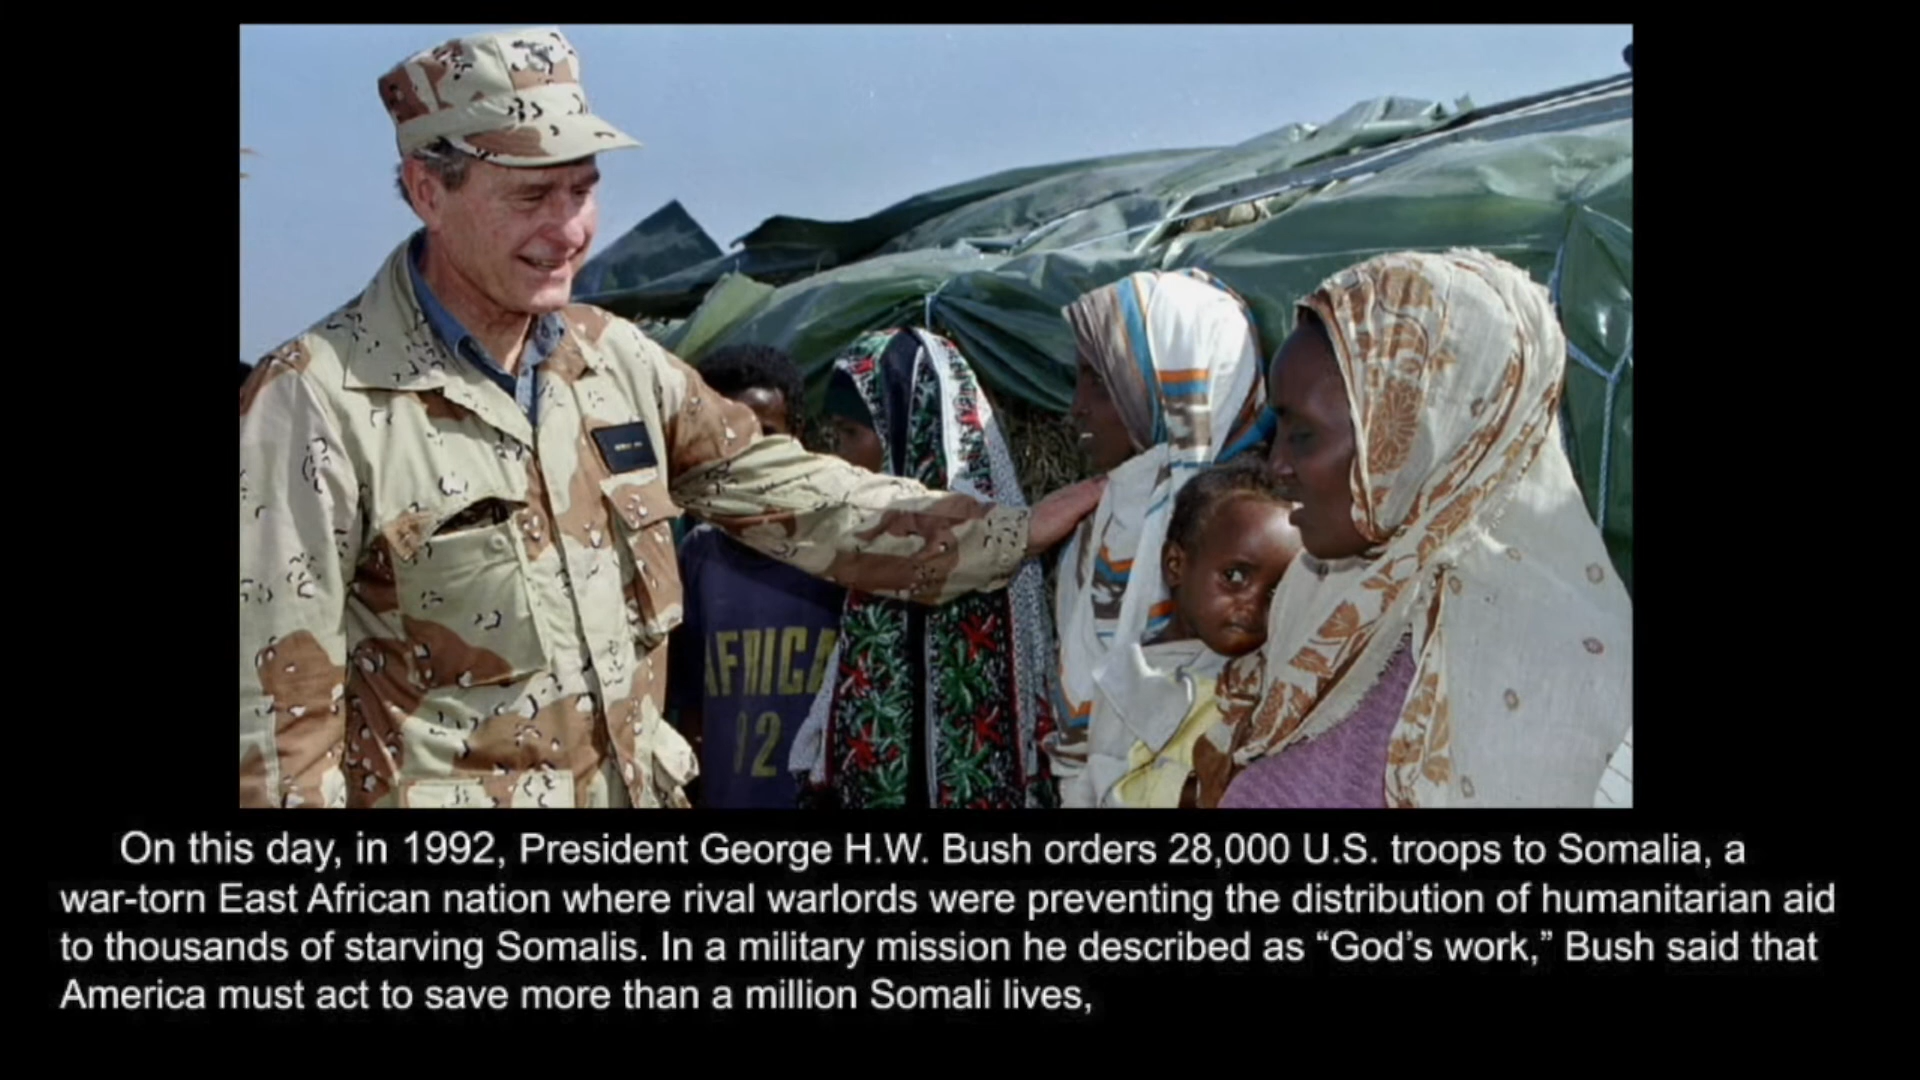 AFRICA
92
On this day, in 1992, President George H.W. Bush orders 28,000 U.S. troops to Somalia, a
war-torn East African nation where rival warlords were preventing the distribution of humanitarian aid
to thousands of starving Somalis. In a military mission he described as “God’s work,” Bush said that
America must act to save more than a million Somali lives,